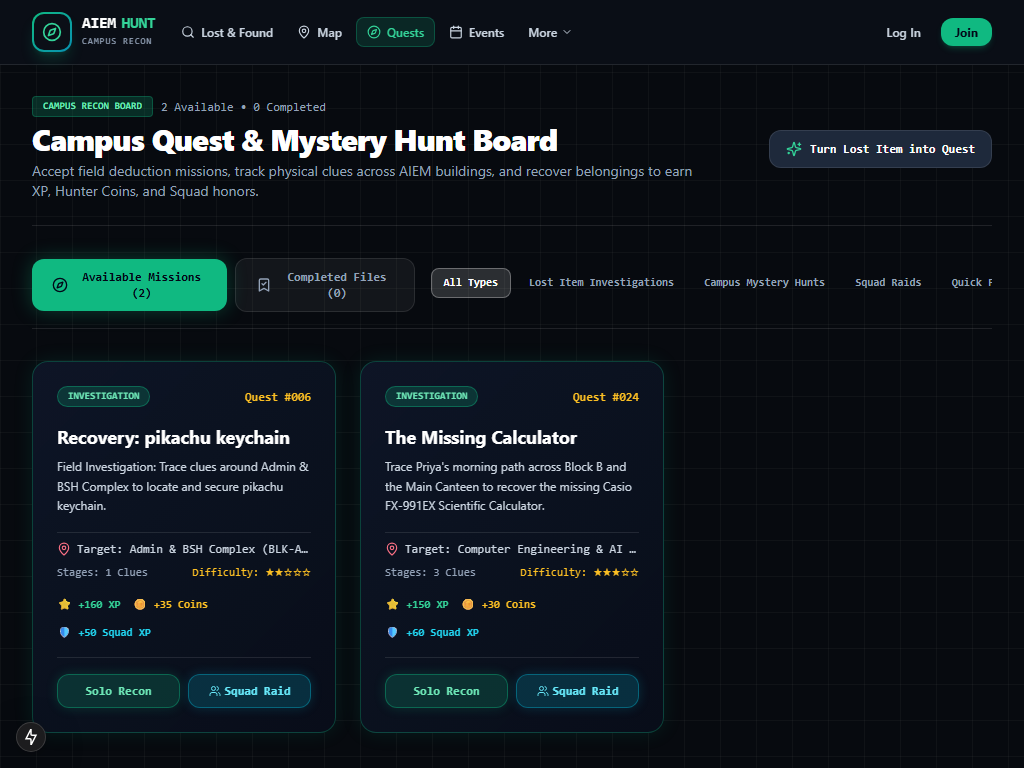 AIEM HUNT
CAMPUS RECON
Lost & Found
Map
Quests
Events
More
Log In
Join
CAMPUS RECON BOARD
2 Available • 0 Completed
Campus Quest & Mystery Hunt Board
Accept field deduction missions, track physical clues across AIEM buildings, and recover belongings to earn
XP, Hunter Coins, and Squad honors.
Turn Lost Item into Quest
Available Missions
(2)
Completed Files
(0)
All Types
Lost Item Investigations
Campus Mystery Hunts
Squad Raids
Quick
INVESTIGATION
Quest #006
Recovery: pikachu keychain
Field Investigation: Trace clues around Admin &
BSH Complex to locate and secure pikachu
keychain.
Target: Admin & BSH Complex (BLK-A…
Stages: 1 Clues
Difficulty: ★★☆☆☆
+160 XP
+35 Coins
+50 Squad XP
Solo Recon
Squad Raid
INVESTIGATION
Quest #024
The Missing Calculator
Trace Priya's morning path across Block B and
the Main Canteen to recover the missing Casio
FX-991EX Scientific Calculator.
Target: Computer Engineering & AI …
Stages: 3 Clues
Difficulty: ★★★☆☆
+150 XP
+30 Coins
+60 Squad XP
Solo Recon
Squad Raid